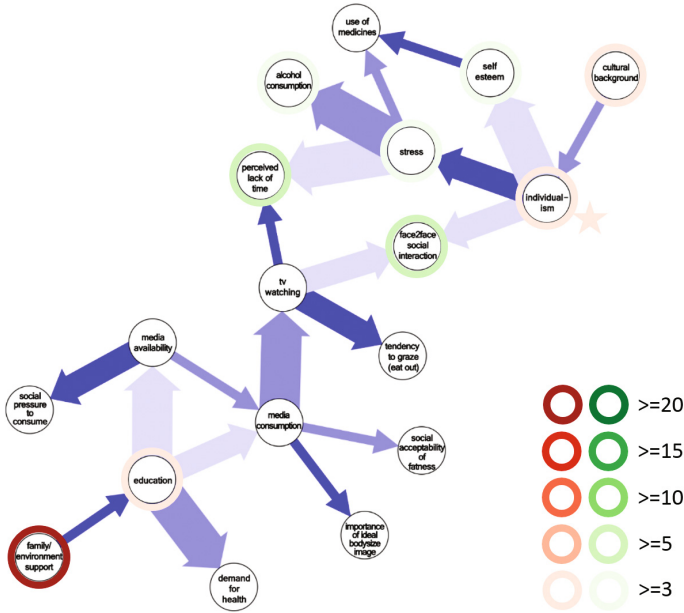 use of
medicines
alcohol
consumption
self
esteem
cultural
background
stress
perceived
lack of
time
individual-
ism
face2face
social
interaction
tv
watching
media
availability
tendency
to graze
(eat out)
social
pressure
to
consume
media
consumption
social
acceptability
of
fatness
education
importance
of ideal
bodysize
image
family/
environment
support
demand
for
health
>=20
>=15
>=10
>=5
>=3